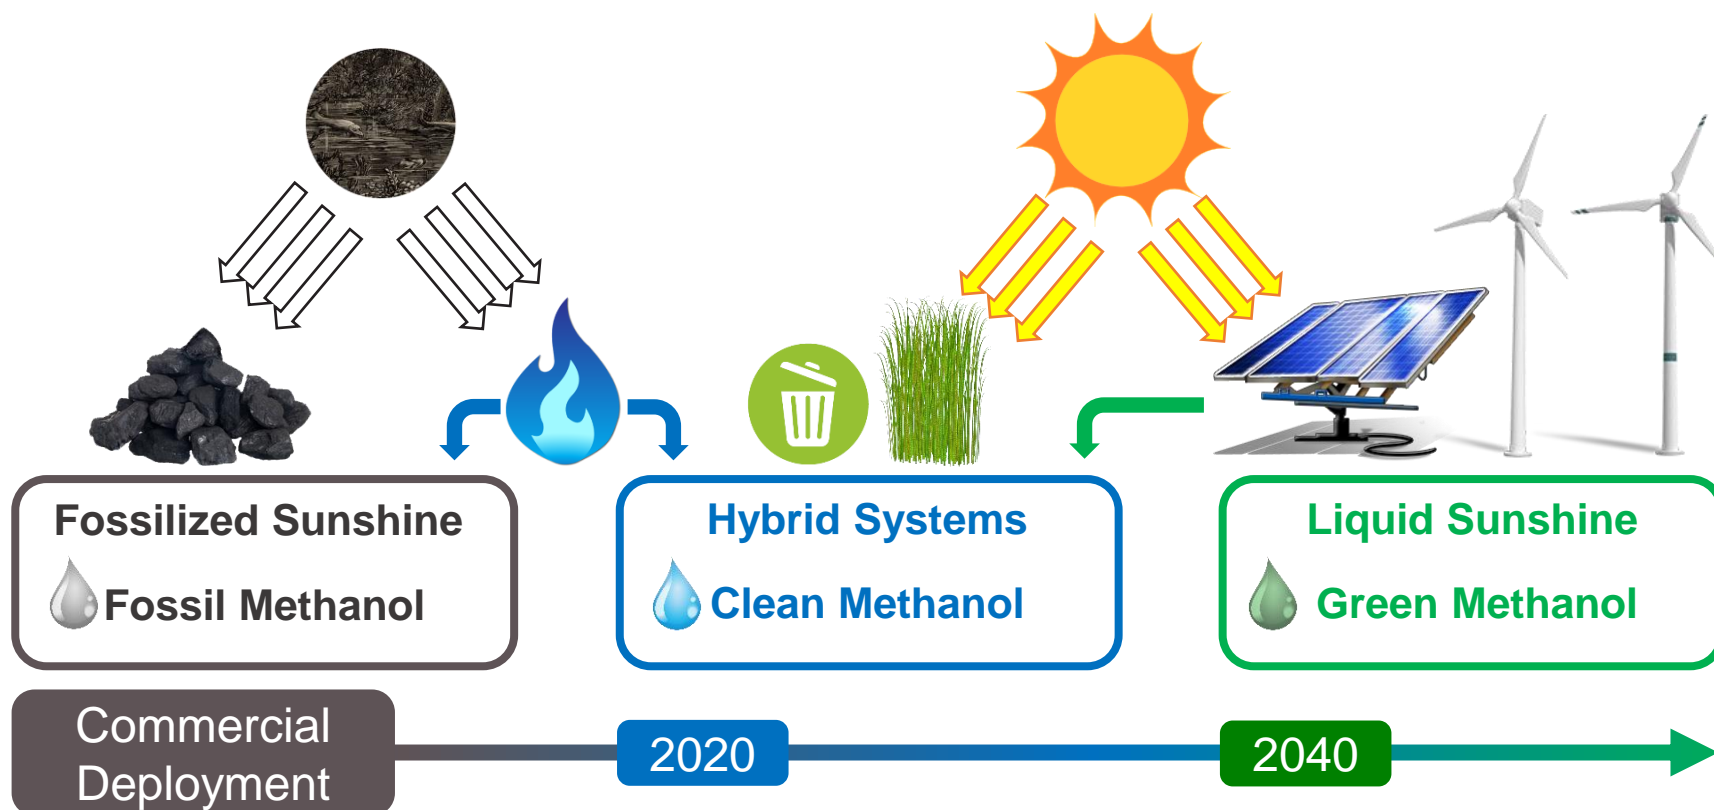 Fossilized Sunshine
Fossil Methanol
Hybrid Systems
Clean Methanol
Liquid Sunshine
Green Methanol
Commercial
Deployment
2020
2040